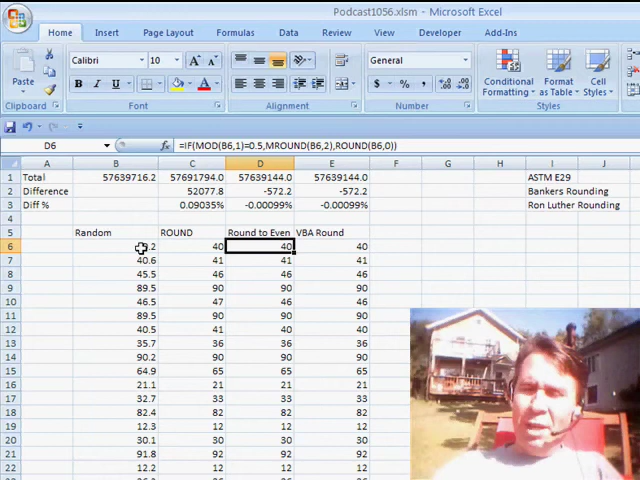 Podcast1056.xlsm - Microsoft Excel
Home Insert Page Layout Formulas Data Review View Developer Add-Ins
Paste
Calibri 10 A A
B I U A
General
$ % , .0 .00 .00 .0
Conditional Formatting Format as Table Cell Styles
Clipboard Font Alignment Number Styles
D6 =IF(MOD(B6,1)=0.5,MROUND(B6,2),ROUND(B6,0))
A B C D E F G H I J
1 Total 57639716.2 57691794.0 57639144.0 57639144.0 ASTM E29
2 Difference 52077.8 -572.2 -572.2 Bankers Rounding
3 Diff % 0.09035% -0.00099% -0.00099% Ron Luther Rounding
4
5 Random ROUND Round to Even VBA Round
6 .2 40 40 40
7 40.6 41 41 41
8 45.5 46 46 46
9 89.5 90 90 90
10 46.5 47 46 46
11 89.5 90 90 90
12 40.5 41 40 40
13 35.7 36 36 36
14 90.2 90 90 90
15 64.9 65 65 65
16 21.1 21 21 21
17 32.7 33 33 33
18 82.4 82 82 82
19 12.3 12 12 12
20 30.1 30 30 30
21 91.8 92 92 92
22 12.2 12 12 12